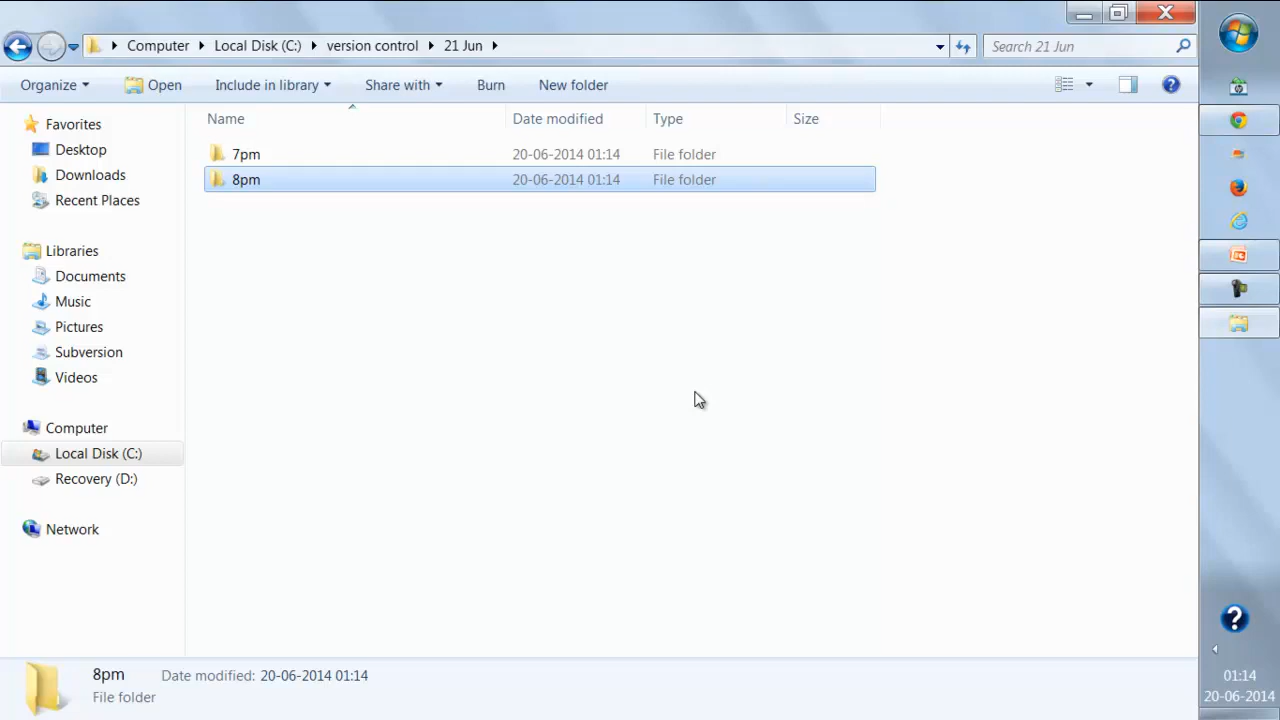 Computer Local Disk (C:) version control 21 Jun
Search 21 Jun
Organize Open Include in library Share with Burn New folder
Name Date modified Type Size
7pm 20-06-2014 01:14 File folder
8pm 20-06-2014 01:14 File folder
Favorites
Desktop
Downloads
Recent Places
Libraries
Documents
Music
Pictures
Subversion
Videos
Computer
Local Disk (C:)
Recovery (D:)
Network
8pm Date modified: 20-06-2014 01:14
File folder
01:14
20-06-2014